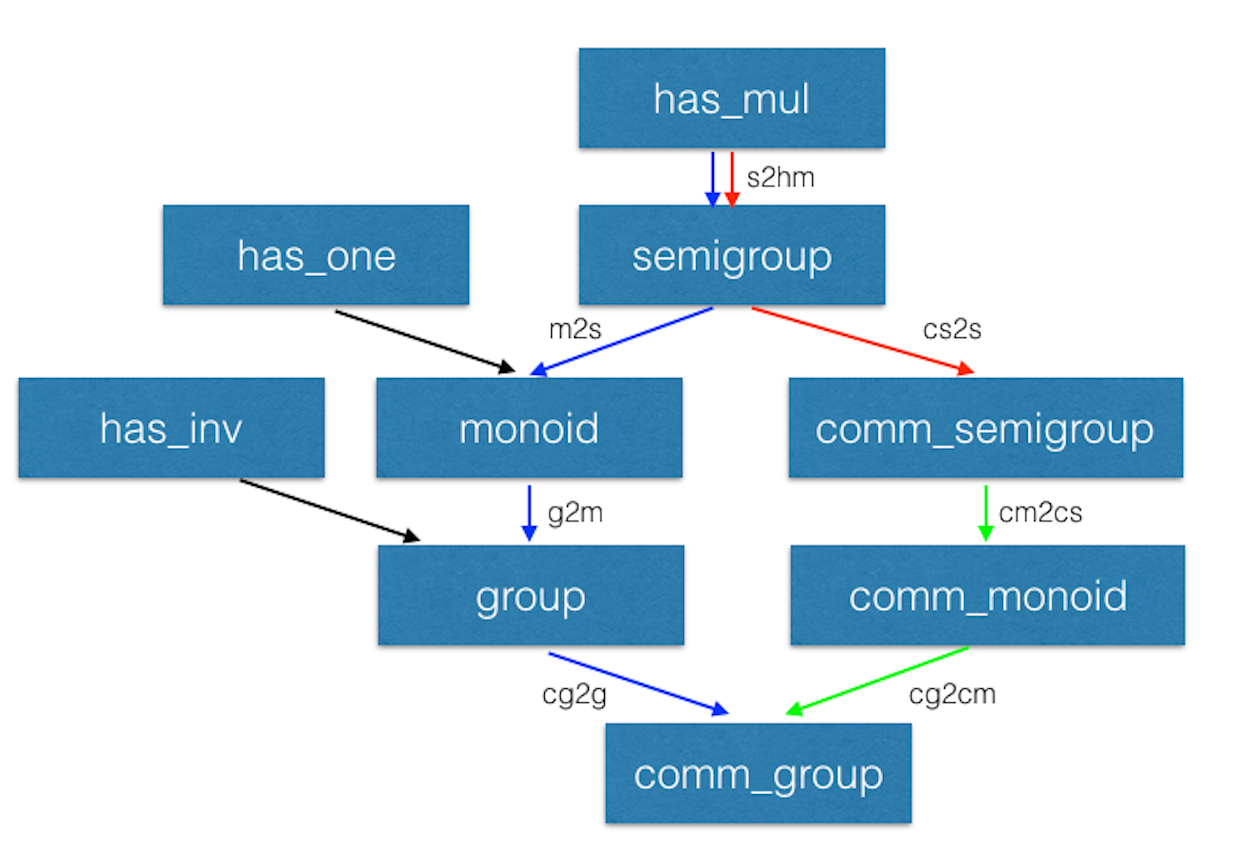 has_mul
s2hm
has_one
semigroup
m2s
cs2s
has_inv
monoid
comm_semigroup
g2m
cm2cs
group
comm_monoid
cg2g
cg2cm
comm_group